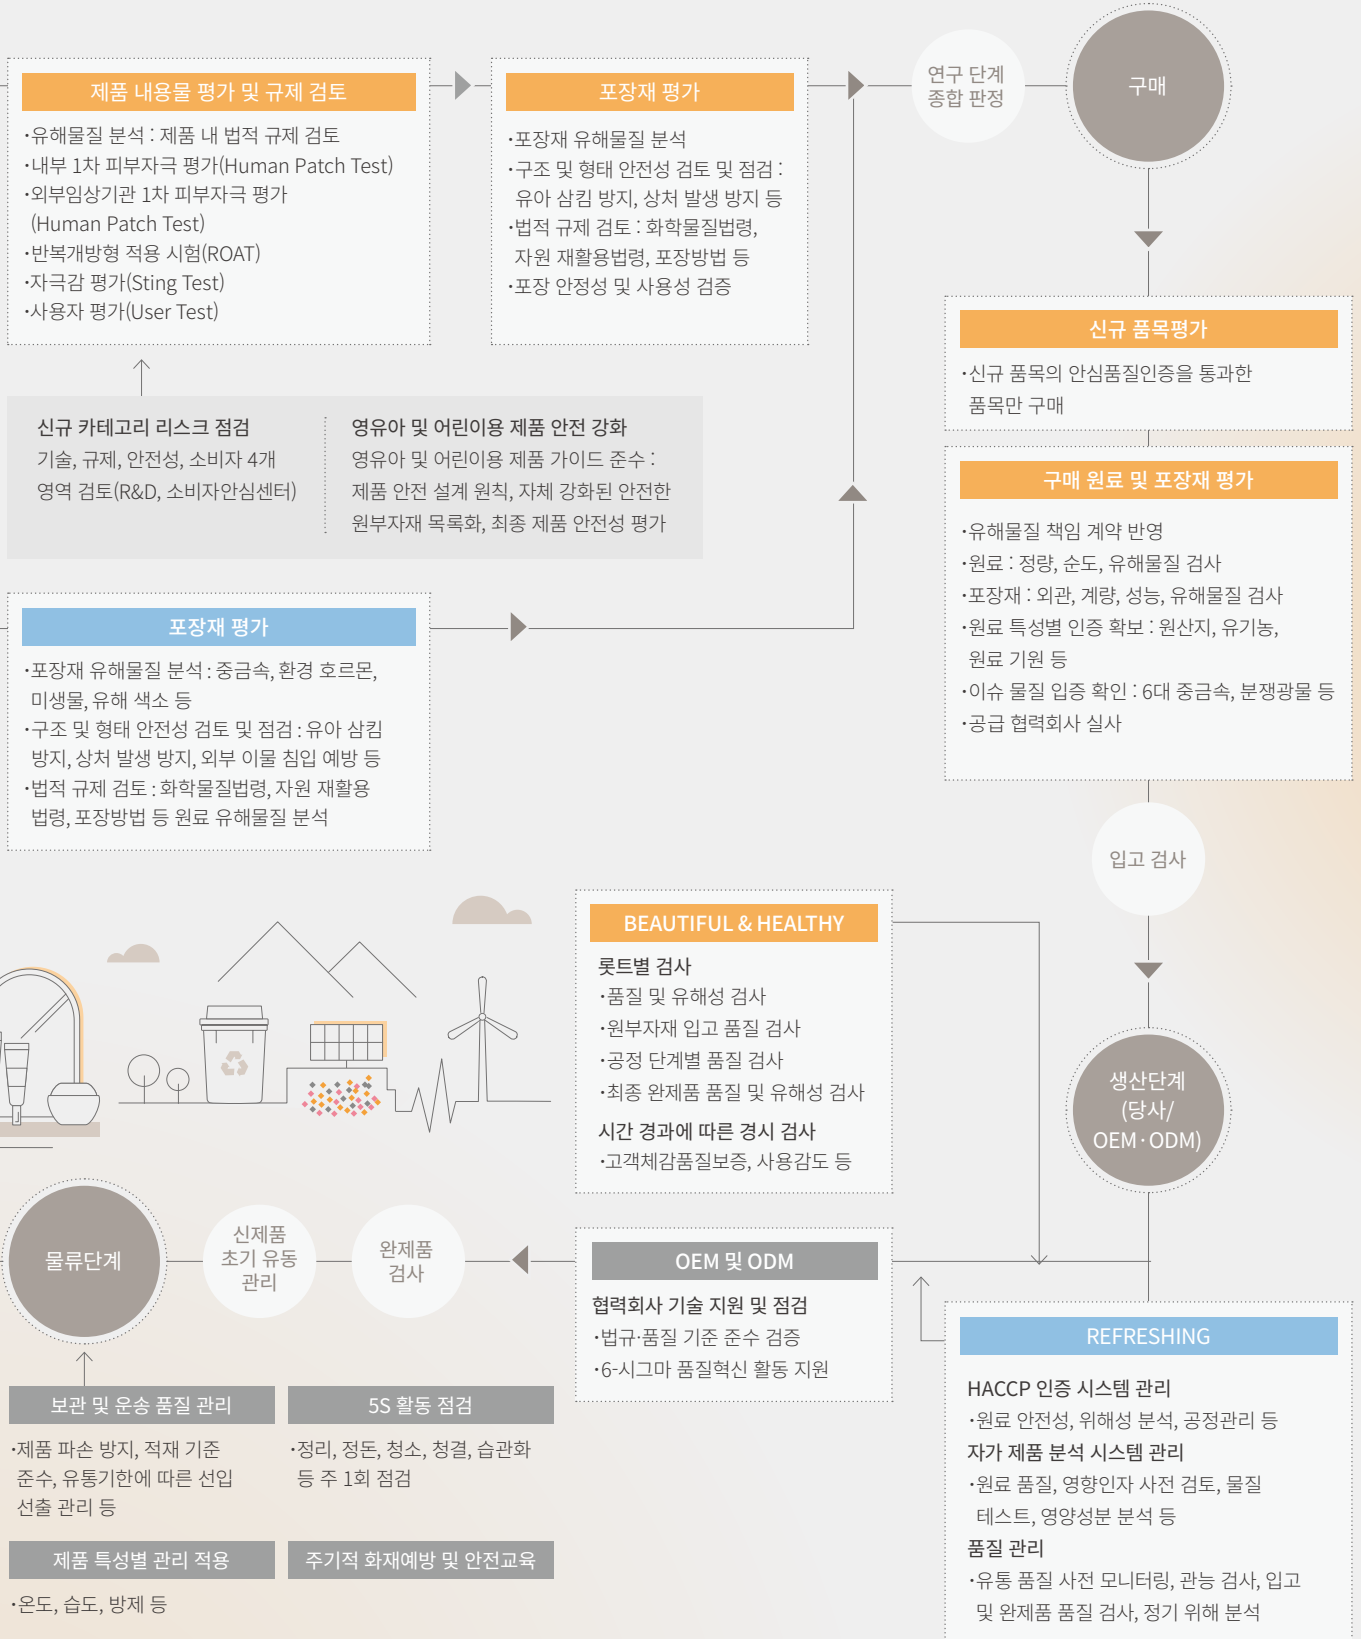 제품 내용물 평가 및 규제 검토
·유해물질 분석 : 제품 내 법적 규제 검토
·내부 1차 피부자극 평가(Human Patch Test)
·외부임상기관 1차 피부자극 평가
(Human Patch Test)
·반복개방형 적용 시험(ROAT)
·자극감 평가(Sting Test)
·사용자 평가(User Test)
포장재 평가
·포장재 유해물질 분석
·구조 및 형태 안전성 검토 및 점검 :
유아 삼킴 방지, 상처 발생 방지 등
·법적 규제 검토 : 화학물질법령,
자원 재활용법령, 포장방법 등
·포장 안정성 및 사용성 검증
연구 단계
종합 판정
구매
신규 카테고리 리스크 점검
기술, 규제, 안전성, 소비자 4개
영역 검토(R&D, 소비자안심센터)
영유아 및 어린이용 제품 안전 강화
영유아 및 어린이용 제품 가이드 준수 :
제품 안전 설계 원칙, 자체 강화된 안전한
원부자재 목록화, 최종 제품 안전성 평가
신규 품목평가
·신규 품목의 안심품질인증을 통과한
품목만 구매
구매 원료 및 포장재 평가
·유해물질 책임 계약 반영
·원료 : 정량, 순도, 유해물질 검사
·포장재 : 외관, 계량, 성능, 유해물질 검사
·원료 특성별 인증 확보 : 원산지, 유기농,
원료 기원 등
·이슈 물질 입증 확인 : 6대 중금속, 분쟁광물 등
·공급 협력회사 실사
포장재 평가
·포장재 유해물질 분석 : 중금속, 환경 호르몬,
미생물, 유해 색소 등
·구조 및 형태 안전성 검토 및 점검 : 유아 삼킴
방지, 상처 발생 방지, 외부 이물 침입 예방 등
·법적 규제 검토 : 화학물질법령, 자원 재활용
법령, 포장방법 등 원료 유해물질 분석
입고 검사
BEAUTIFUL & HEALTHY
롯트별 검사
·품질 및 유해성 검사
·원부자재 입고 품질 검사
·공정 단계별 품질 검사
·최종 완제품 품질 및 유해성 검사
시간 경과에 따른 경시 검사
·고객체감품질보증, 사용감도 등
생산단계
(당사/
OEM·ODM)
물류단계
신제품
초기 유동
관리
완제품
검사
OEM 및 ODM
협력회사 기술 지원 및 점검
·법규·품질 기준 준수 검증
·6-시그마 품질혁신 활동 지원
REFRESHING
HACCP 인증 시스템 관리
·원료 안전성, 위해성 분석, 공정관리 등
자가 제품 분석 시스템 관리
·원료 품질, 영향인자 사전 검토, 물질
테스트, 영양성분 분석 등
품질 관리
·유통 품질 사전 모니터링, 관능 검사, 입고
및 완제품 품질 검사, 정기 위해 분석
보관 및 운송 품질 관리
·제품 파손 방지, 적재 기준
준수, 유통기한에 따른 선입
선출 관리 등
5S 활동 점검
·정리, 정돈, 청소, 청결, 습관화
등 주 1회 점검
제품 특성별 관리 적용
·온도, 습도, 방제 등
주기적 화재예방 및 안전교육